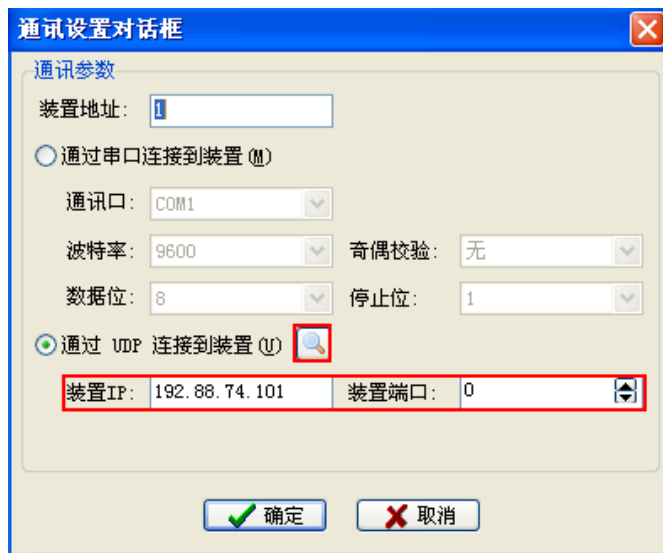 通讯设置对话框
通讯参数
装置地址: 1
通过串口连接到装置(M)
通讯口: COM1
波特率: 9600 奇偶校验: 无
数据位: 8 停止位: 1
通过 UDP 连接到装置(U)
装置IP: 192.88.74.101 装置端口: 0
确定 取消